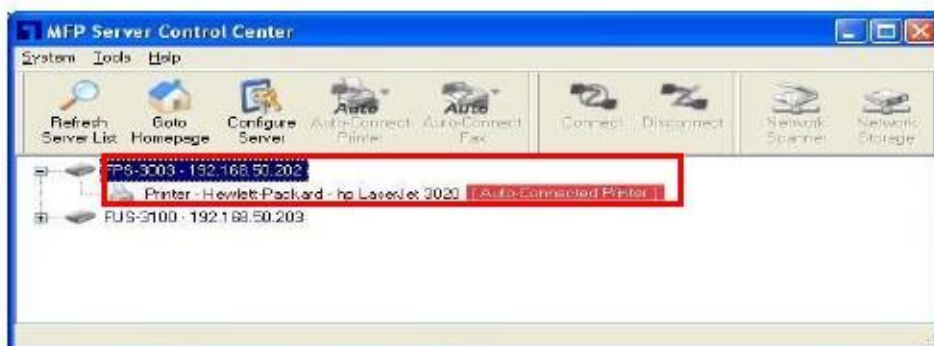 MFP Server Control Center
System Tools Help
Refresh Server List
Goto Homepage
Configure Server
Auto
Auto-Connect Printer
Auto
Auto-Connect Fax
Connect
Disconnect
Network Scanner
Network Storage
FPS-3003 - 192.168.50.202
Printer - Hewlett-Packard - hp LaserJet 3020 [ Auto-Connected Printer ]
FUS-3100 - 192.168.50.203